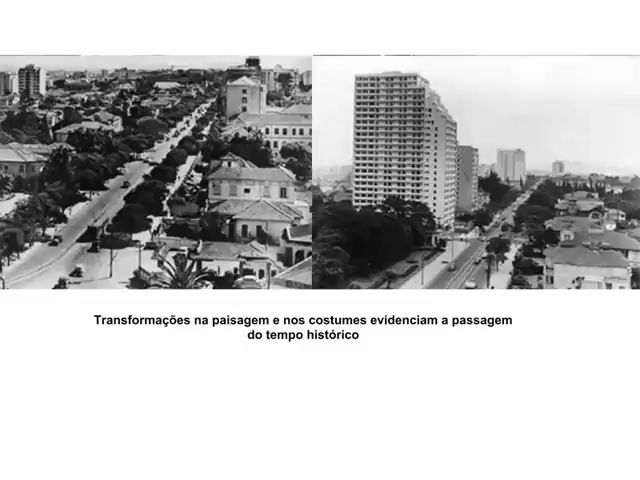 Transformações na paisagem e nos costumes evidenciam a passagem
do tempo histórico